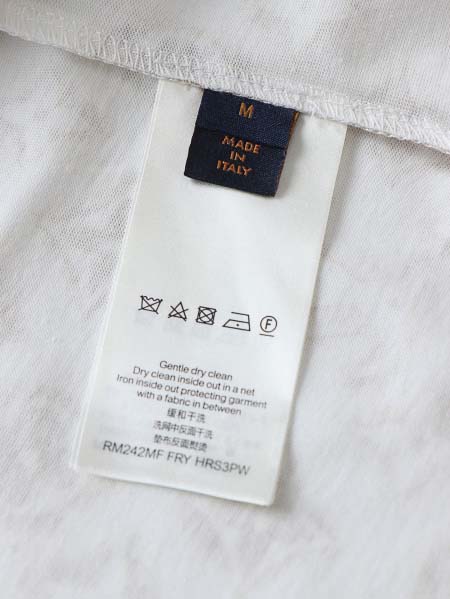 M
MADE
IN
ITALY
F
Gentle dry clean
Dry clean inside out in a net
Iron inside out protecting garment
with a fabric in between
缓和干洗
洗网中反面干洗
垫布反面熨烫
RM242MF FRY HRS3PW